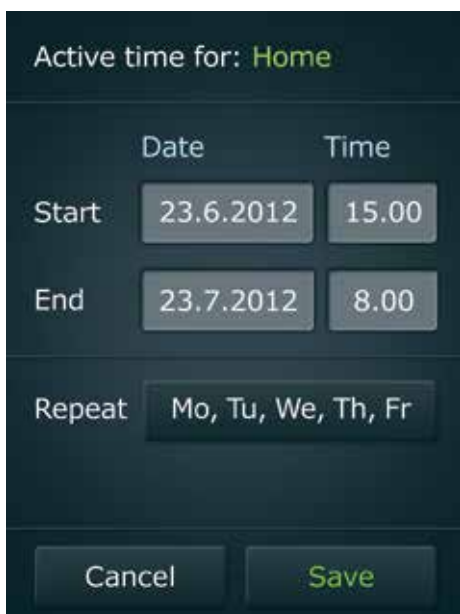 Active time for: Home
Date Time
Start 23.6.2012 15.00
End 23.7.2012 8.00
Repeat Mo, Tu, We, Th, Fr
Cancel Save